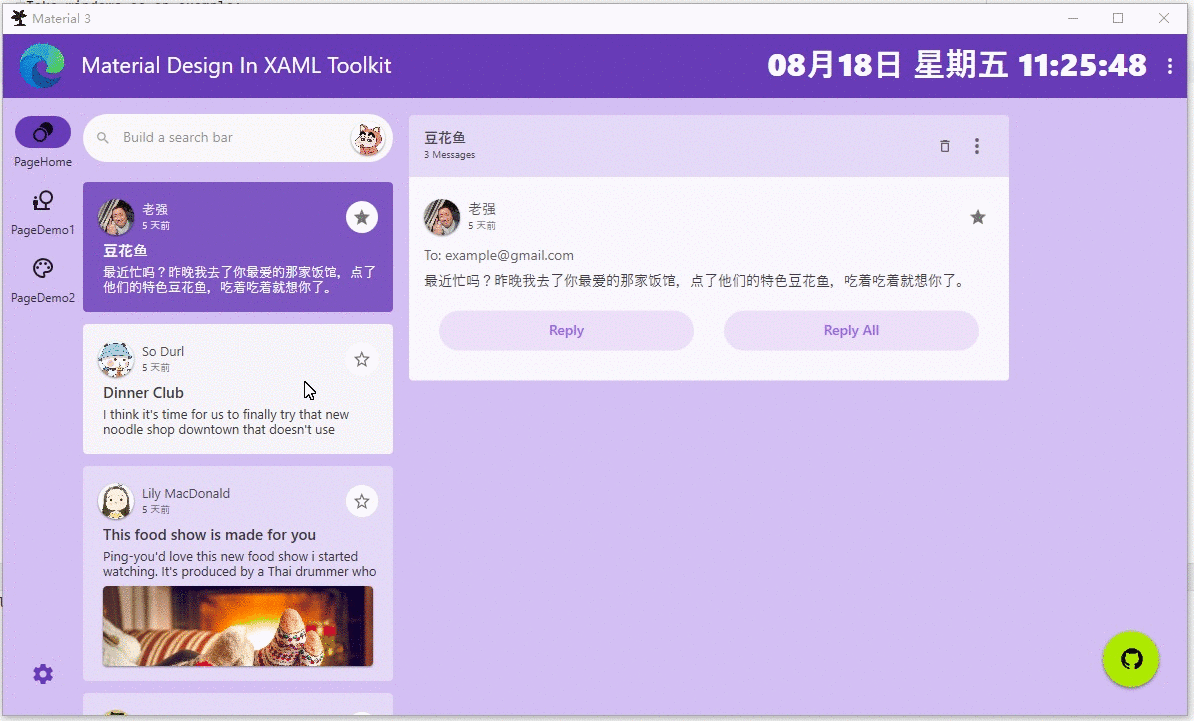 Material 3
Material Design In XAML Toolkit
08月18日 星期五 11:25:48
PageHome
PageDemo1
PageDemo2
Build a search bar
老强
5 天前
豆花鱼
最近忙吗？昨晚我去了你最爱的那家饭馆，点了
他们的特色豆花鱼，吃着吃着就想你了。
So Durl
5 天前
Dinner Club
I think it's time for us to finally try that new
noodle shop downtown that doesn't use
Lily MacDonald
5 天前
This food show is made for you
Ping-you'd love this new food show i started
watching. It's produced by a Thai drummer who
豆花鱼
3 Messages
老强
5 天前
To: example@gmail.com
最近忙吗？昨晚我去了你最爱的那家饭馆，点了他们的特色豆花鱼，吃着吃着就想你了。
Reply
Reply All